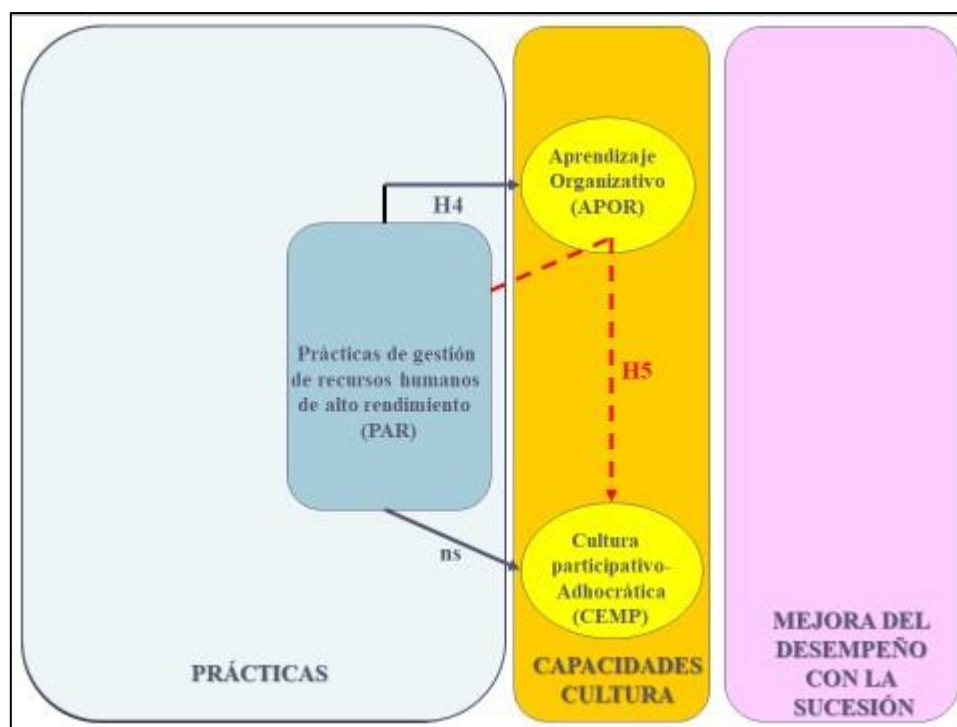 Aprendizaje
Organizativo
(APOR)
H4
Prácticas de gestión
de recursos humanos
de alto rendimiento
(PAR)
H5
ns
Cultura
participativo-
Adhocrática
(CEMP)
PRÁCTICAS
CAPACIDADES
CULTURA
MEJORA DEL
DESEMPEÑO
CON LA
SUCESIÓN